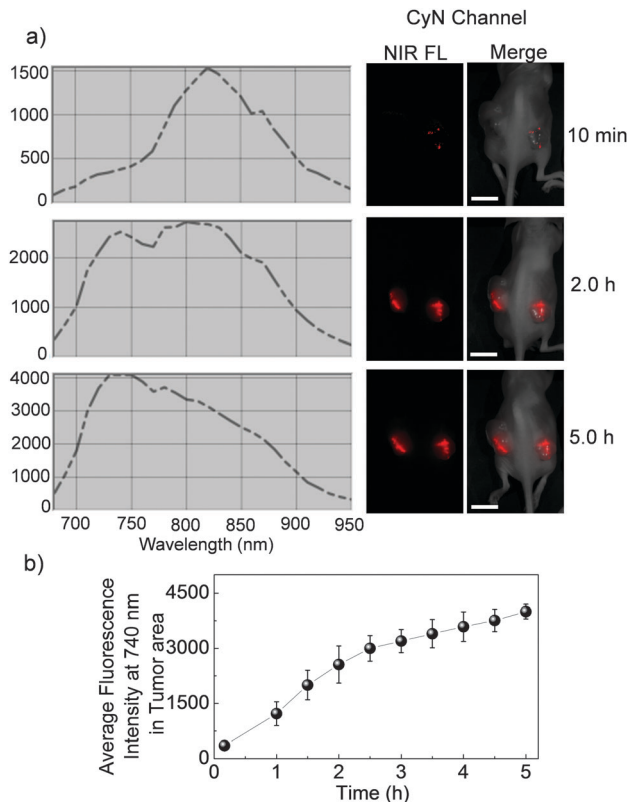 CyN Channel
a)
NIR FL
Merge
1500
1000
500
0
10 min
2000
1000
0
2.0 h
4000
3000
2000
1000
0
5.0 h
700
750
800
850
900
950
Wavelength (nm)
b)
Average Fluorescence
Intensity at 740 nm
in Tumor area
4500
3000
1500
0
0
1
2
3
4
5
Time (h)